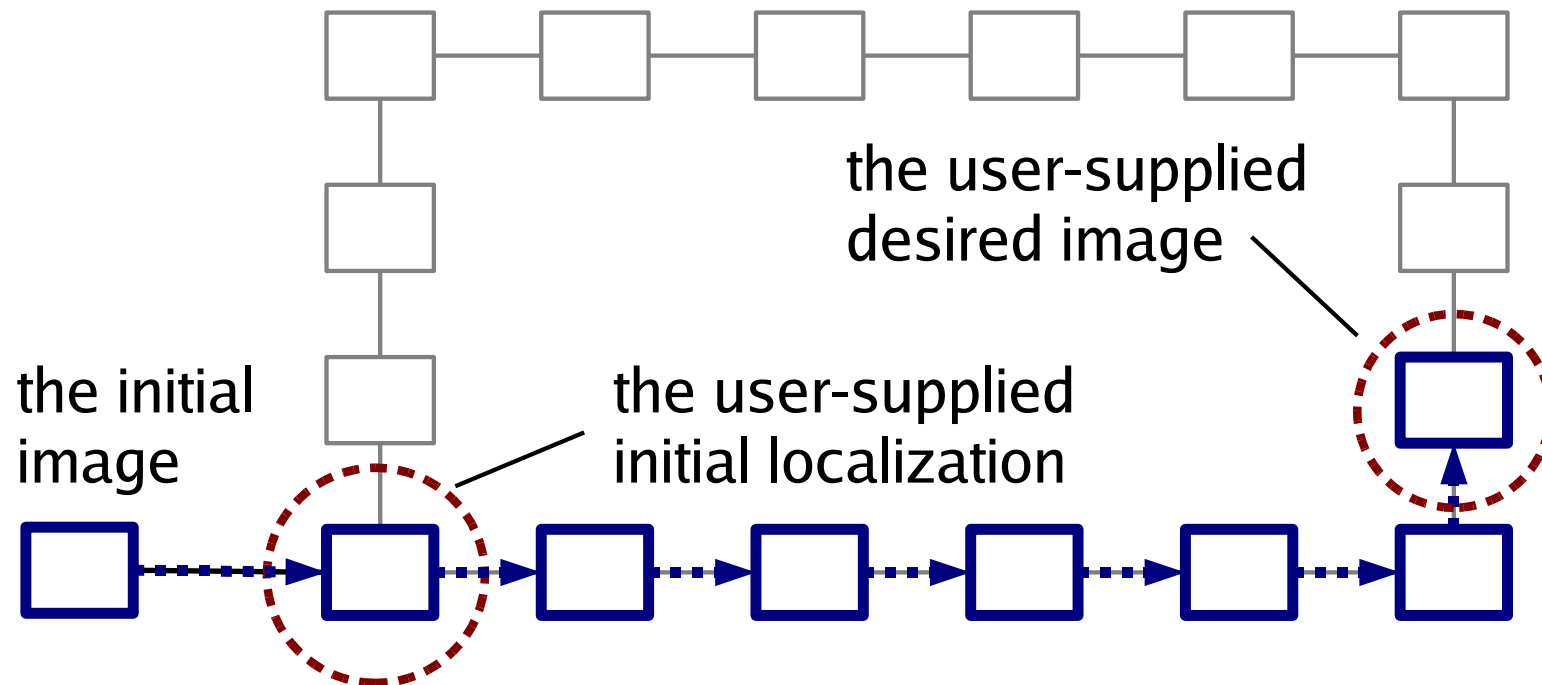 the user-supplied
desired image
the initial
image
the user-supplied
initial localization